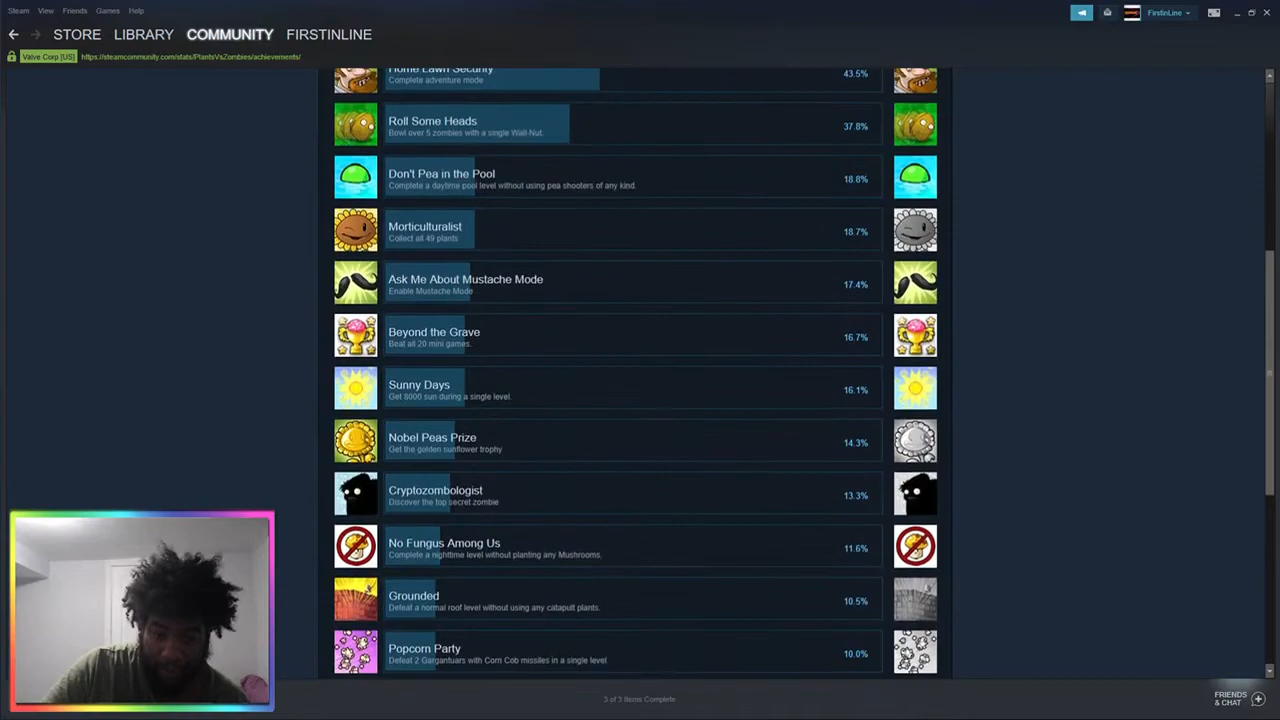 Steam View Friends Games Help
FirstinLine
STORE LIBRARY COMMUNITY FIRSTINLINE
Valve Corp [US] https://steamcommunity.com/stats/PlantsVsZombies/achievements/
Home Lawn Security
Complete adventure mode
43.5%
Roll Some Heads
Bowl over 5 zombies with a single Wall-Nut.
37.8%
Don't Pea in the Pool
Complete a daytime pool level without using pea shooters of any kind.
18.8%
Morticulturalist
Collect all 49 plants
18.7%
Ask Me About Mustache Mode
Enable Mustache Mode
17.4%
Beyond the Grave
Beat all 20 mini games.
16.7%
Sunny Days
Get 8000 sun during a single level.
16.1%
Nobel Peas Prize
Get the golden sunflower trophy
14.3%
Cryptozombologist
Discover the top secret zombie
13.3%
No Fungus Among Us
Complete a nighttime level without planting any Mushrooms.
11.6%
Grounded
Defeat a normal roof level without using any catapult plants.
10.5%
Popcorn Party
Defeat 2 Gargantuars with Corn Cob missiles in a single level
10.0%
3 of 3 Items Complete
FRIENDS
& CHAT